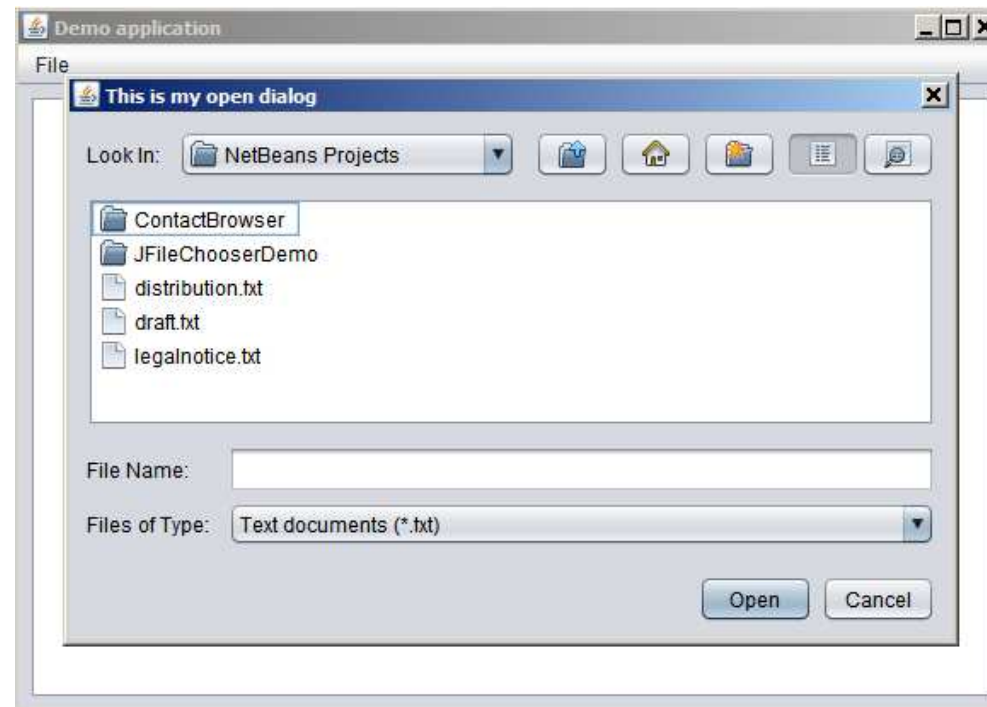 Demo application
File
This is my open dialog
Look In: NetBeans Projects
ContactBrowser
JFileChooserDemo
distribution.txt
draft.txt
legalnotice.txt
File Name:
Files of Type: Text documents (*.txt)
Open Cancel